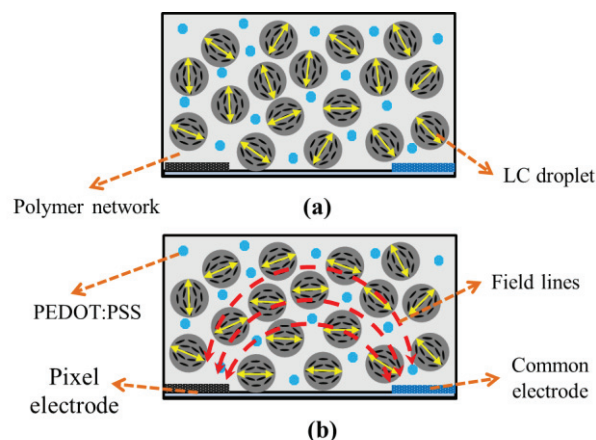 Polymer network
LC droplet
(a)
PEDOT:PSS
Field lines
Pixel
electrode
Common
electrode
(b)